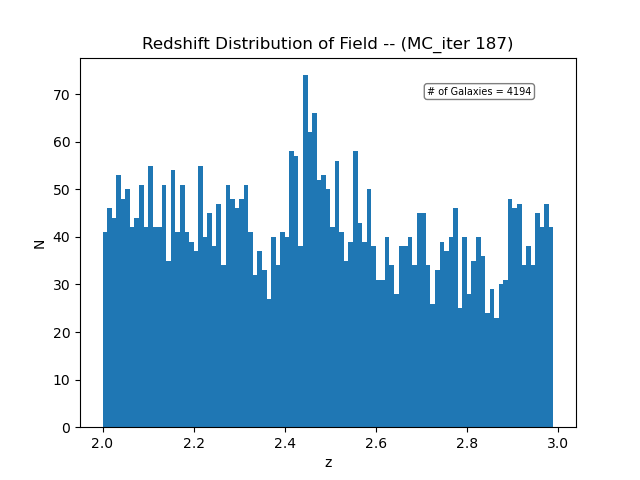 Redshift Distribution of Field -- (MC_iter 187)
# of Galaxies = 4194
N
70
60
50
40
30
20
10
0
2.0 2.2 2.4 2.6 2.8 3.0
z